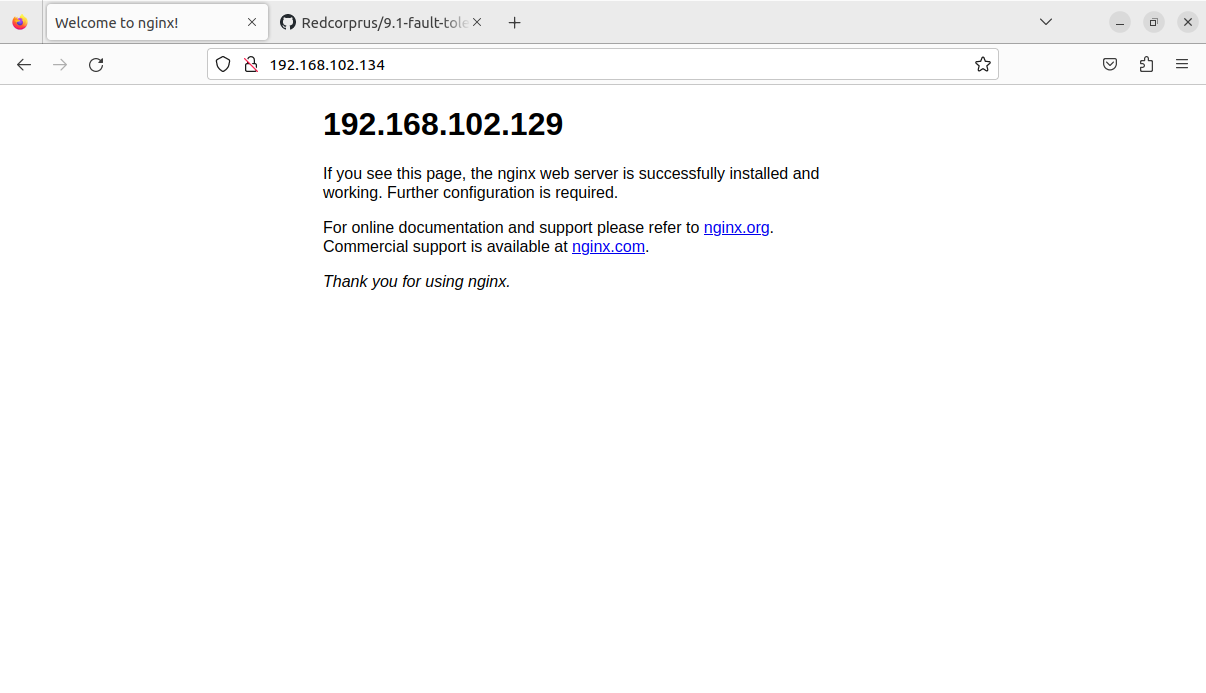 Welcome to nginx!
Redcorprus/9.1-fault-tole
192.168.102.134
192.168.102.129
If you see this page, the nginx web server is successfully installed and
working. Further configuration is required.
For online documentation and support please refer to nginx.org.
Commercial support is available at nginx.com.
Thank you for using nginx.